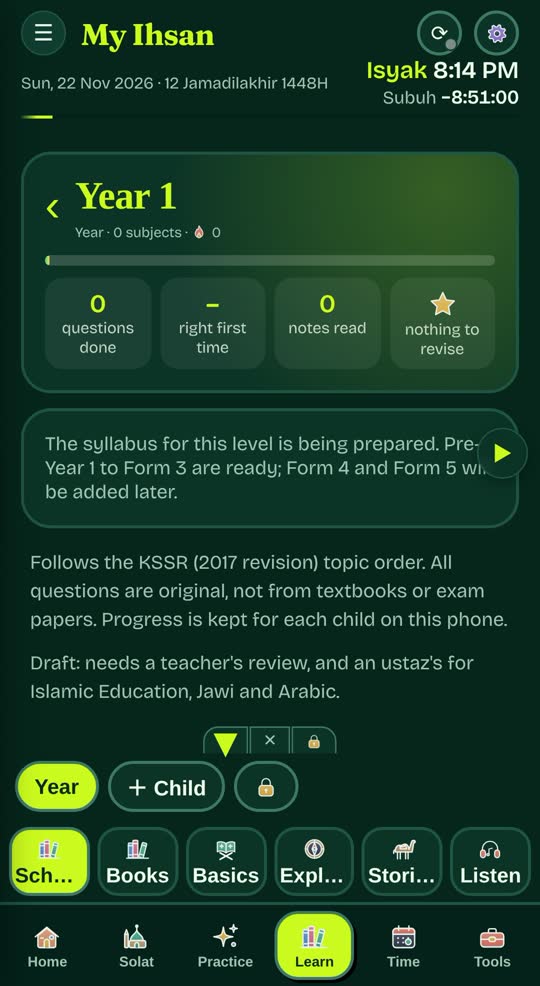 My Ihsan
Sun, 22 Nov 2026 · 12 Jamadilakhir 1448H
Isyak 8:14 PM
Subuh −8:51:00
Year 1
Year · 0 subjects · 0
0
questions
done
–
right first
time
0
notes read
nothing to
revise
The syllabus for this level is being prepared. Pre-
Year 1 to Form 3 are ready; Form 4 and Form 5
be added later.
Follows the KSSR (2017 revision) topic order. All
questions are original, not from textbooks or exam
papers. Progress is kept for each child on this phone.
Draft: needs a teacher's review, and an ustaz's for
Islamic Education, Jawi and Arabic.
Year
+ Child
Sch…
Books
Basics
Expl…
Stori…
Listen
Home
Solat
Practice
Learn
Time
Tools